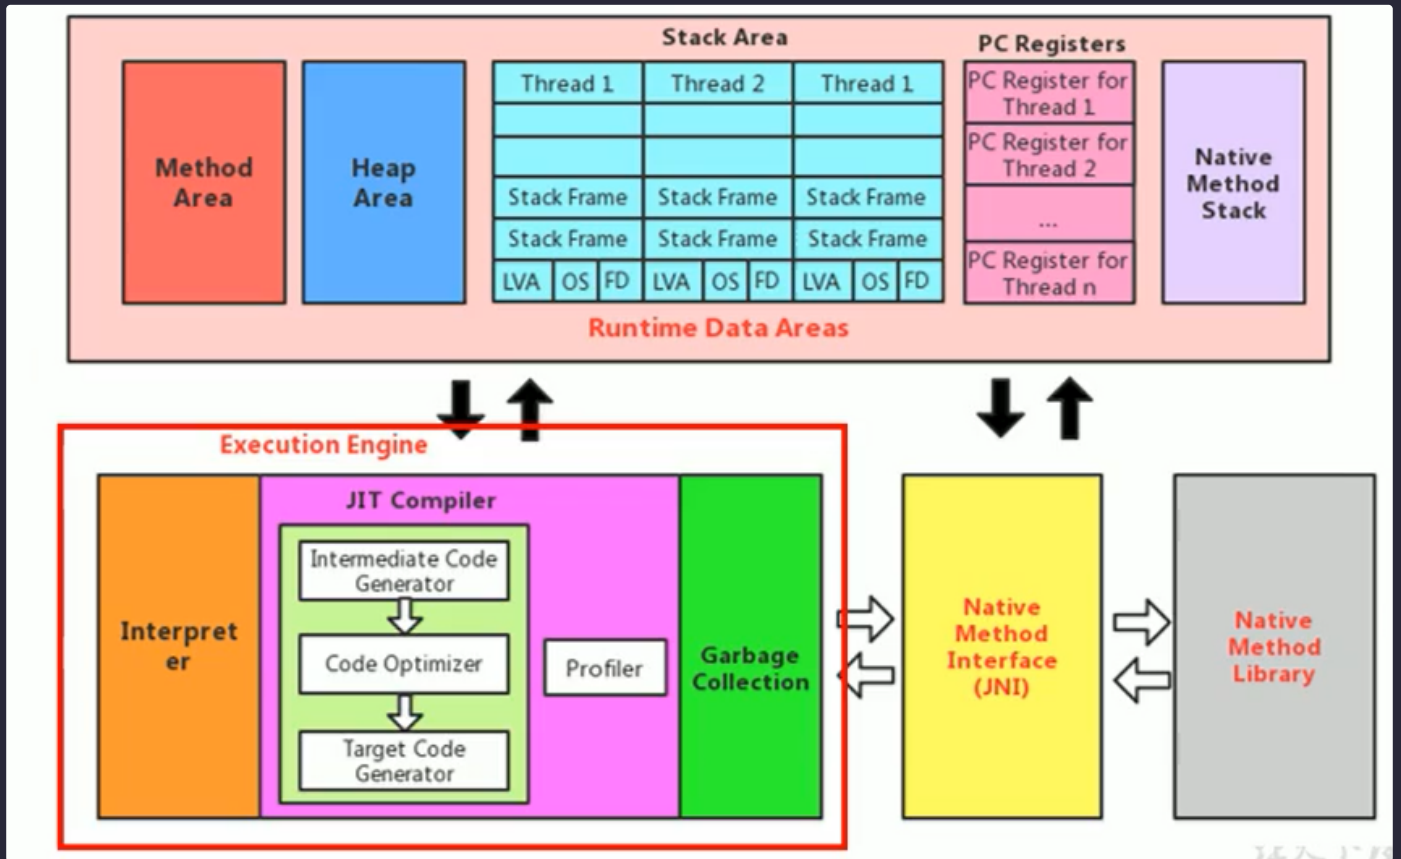 Stack Area
PC Registers
Method
Area
Heap
Area
Thread 1
Thread 2
Thread 1
Stack Frame
Stack Frame
Stack Frame
Stack Frame
Stack Frame
Stack Frame
LVA
OS
FD
LVA
OS
FD
LVA
OS
FD
PC Register for
Thread 1
PC Register for
Thread 2
...
PC Register for
Thread n
Native
Method
Stack
Runtime Data Areas
Execution Engine
Interpret
er
JIT Compiler
Intermediate Code
Generator
Code Optimizer
Target Code
Generator
Profiler
Garbage
Collection
Native
Method
Interface
(JNI)
Native
Method
Library